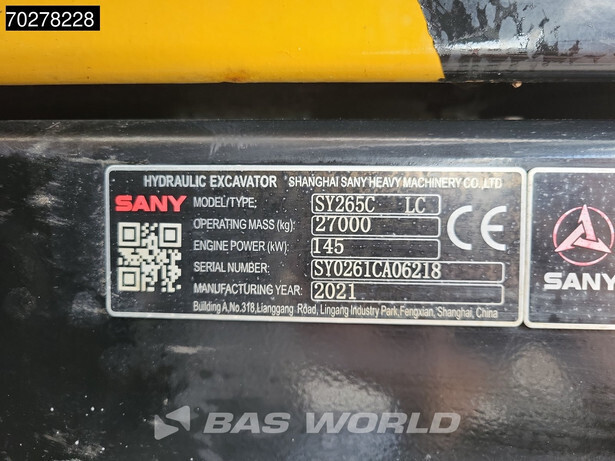 70278228
HYDRAULIC EXCAVATOR SHANGHAI SANY HEAVY MACHINERY CO., LTD
SANY MODEL/TYPE: SY265C LC
OPERATING MASS (kg): 27000
ENGINE POWER (kW): 145
SERIAL NUMBER: SY0261CA06218
MANUFACTURING YEAR: 2021
Building A,No.318,Lianggang Road, Lingang Industry Park,Fengxian, Shanghai, China
CE
SANY
BAS WORLD